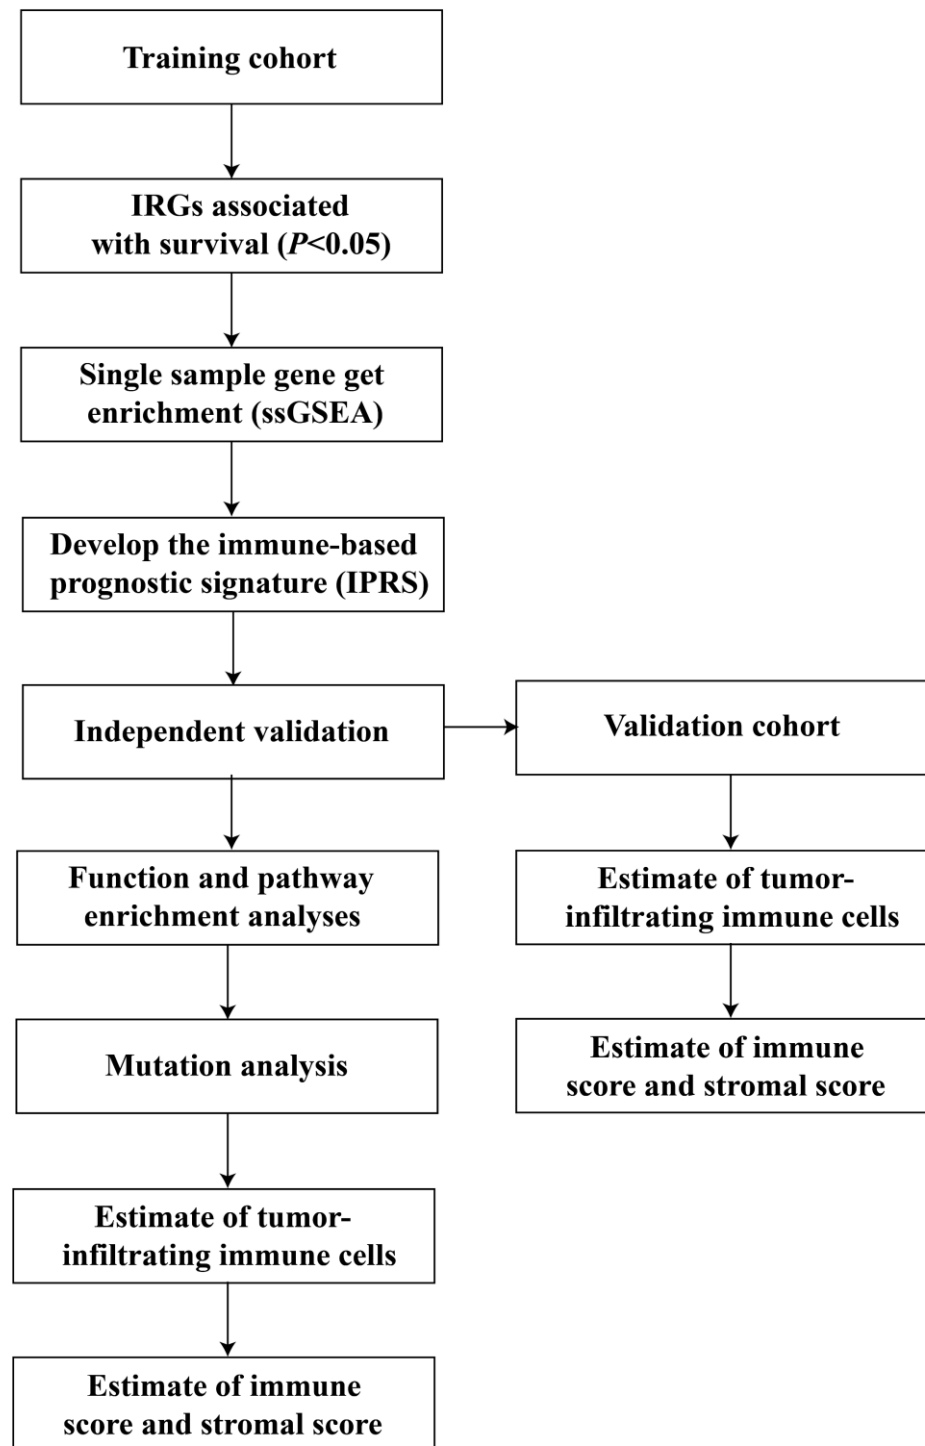 Training cohort
IRGs associated
with survival (P<0.05)
Single sample gene get
enrichment (ssGSEA)
Develop the immune-based
prognostic signature (IPRS)
Independent validation
Validation cohort
Function and pathway
enrichment analyses
Estimate of tumor-
infiltrating immune cells
Mutation analysis
Estimate of immune
score and stromal score
Estimate of tumor-
infiltrating immune cells
Estimate of immune
score and stromal score